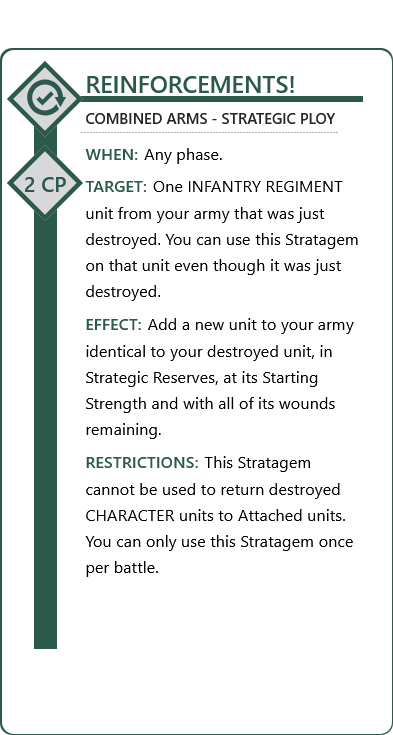 REINFORCEMENTS!
COMBINED ARMS - STRATEGIC PLOY
WHEN: Any phase.
2 CP
TARGET: One INFANTRY REGIMENT
unit from your army that was just
destroyed. You can use this Stratagem
on that unit even though it was just
destroyed.
EFFECT: Add a new unit to your army
identical to your destroyed unit, in
Strategic Reserves, at its Starting
Strength and with all of its wounds
remaining.
RESTRICTIONS: This Stratagem
cannot be used to return destroyed
CHARACTER units to Attached units.
You can only use this Stratagem once
per battle.